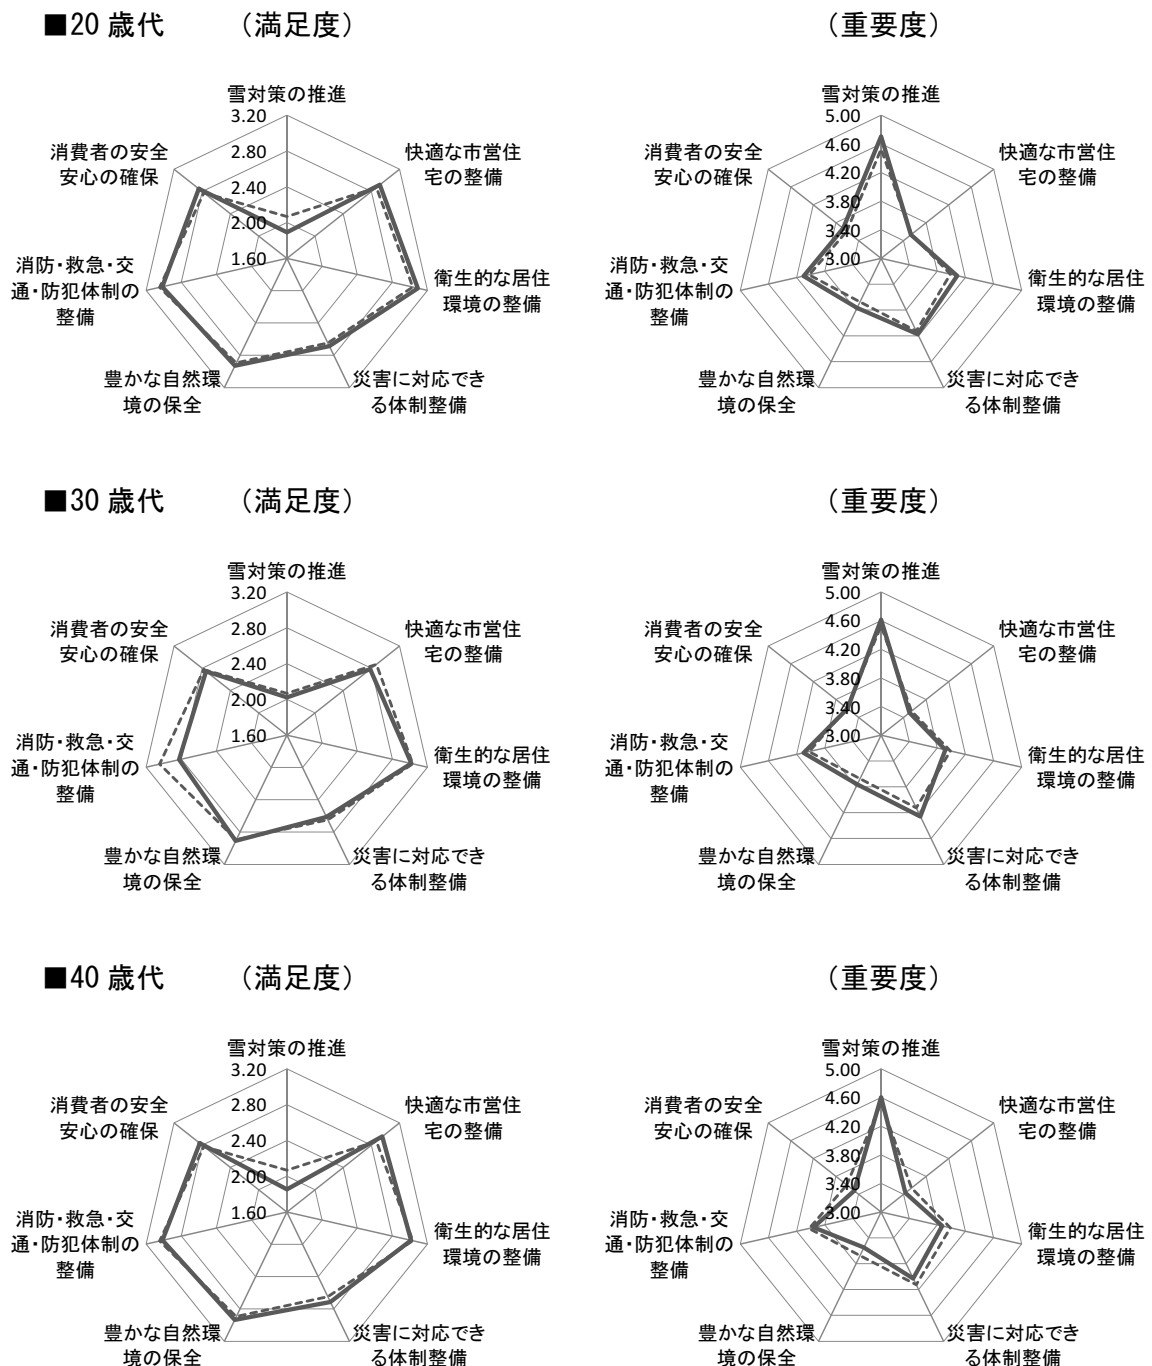 ■20 歳代 （満足度） （重要度）
雪対策の推進
3.20
2.80
2.40
2.00
1.60
快適な市営住
宅の整備
衛生的な居住
環境の整備
災害に対応でき
る体制整備
豊かな自然環
境の保全
消防・救急・交
通・防犯体制の
整備
消費者の安全
安心の確保
雪対策の推進
5.00
4.60
4.20
3.80
3.40
3.00
快適な市営住
宅の整備
衛生的な居住
環境の整備
災害に対応でき
る体制整備
豊かな自然環
境の保全
消防・救急・交
通・防犯体制の
整備
消費者の安全
安心の確保
■30 歳代 （満足度） （重要度）
雪対策の推進
3.20
2.80
2.40
2.00
1.60
快適な市営住
宅の整備
衛生的な居住
環境の整備
災害に対応でき
る体制整備
豊かな自然環
境の保全
消防・救急・交
通・防犯体制の
整備
消費者の安全
安心の確保
雪対策の推進
5.00
4.60
4.20
3.80
3.40
3.00
快適な市営住
宅の整備
衛生的な居住
環境の整備
災害に対応でき
る体制整備
豊かな自然環
境の保全
消防・救急・交
通・防犯体制の
整備
消費者の安全
安心の確保
■40 歳代 （満足度） （重要度）
雪対策の推進
3.20
2.80
2.40
2.00
1.60
快適な市営住
宅の整備
衛生的な居住
環境の整備
災害に対応でき
る体制整備
豊かな自然環
境の保全
消防・救急・交
通・防犯体制の
整備
消費者の安全
安心の確保
雪対策の推進
5.00
4.60
4.20
3.80
3.40
3.00
快適な市営住
宅の整備
衛生的な居住
環境の整備
災害に対応でき
る体制整備
豊かな自然環
境の保全
消防・救急・交
通・防犯体制の
整備
消費者の安全
安心の確保